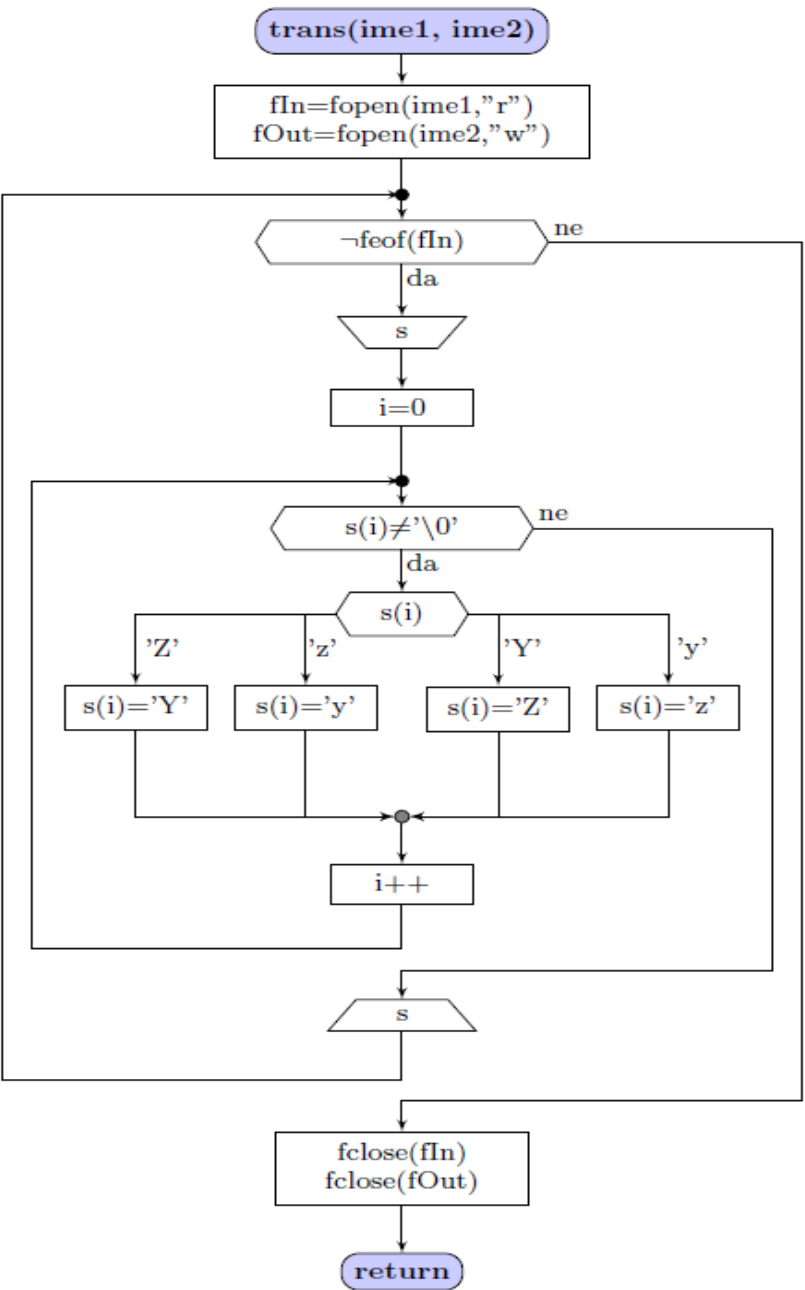 trans(ime1, ime2)
fIn=fopen(ime1,”r”)
fOut=fopen(ime2,”w”)
¬feof(fIn)
ne
da
s
i=0
s(i)≠’\0’
ne
da
s(i)
’Z’
’z’
’Y’
’y’
s(i)=’Y’
s(i)=’y’
s(i)=’Z’
s(i)=’z’
i++
s
fclose(fIn)
fclose(fOut)
return